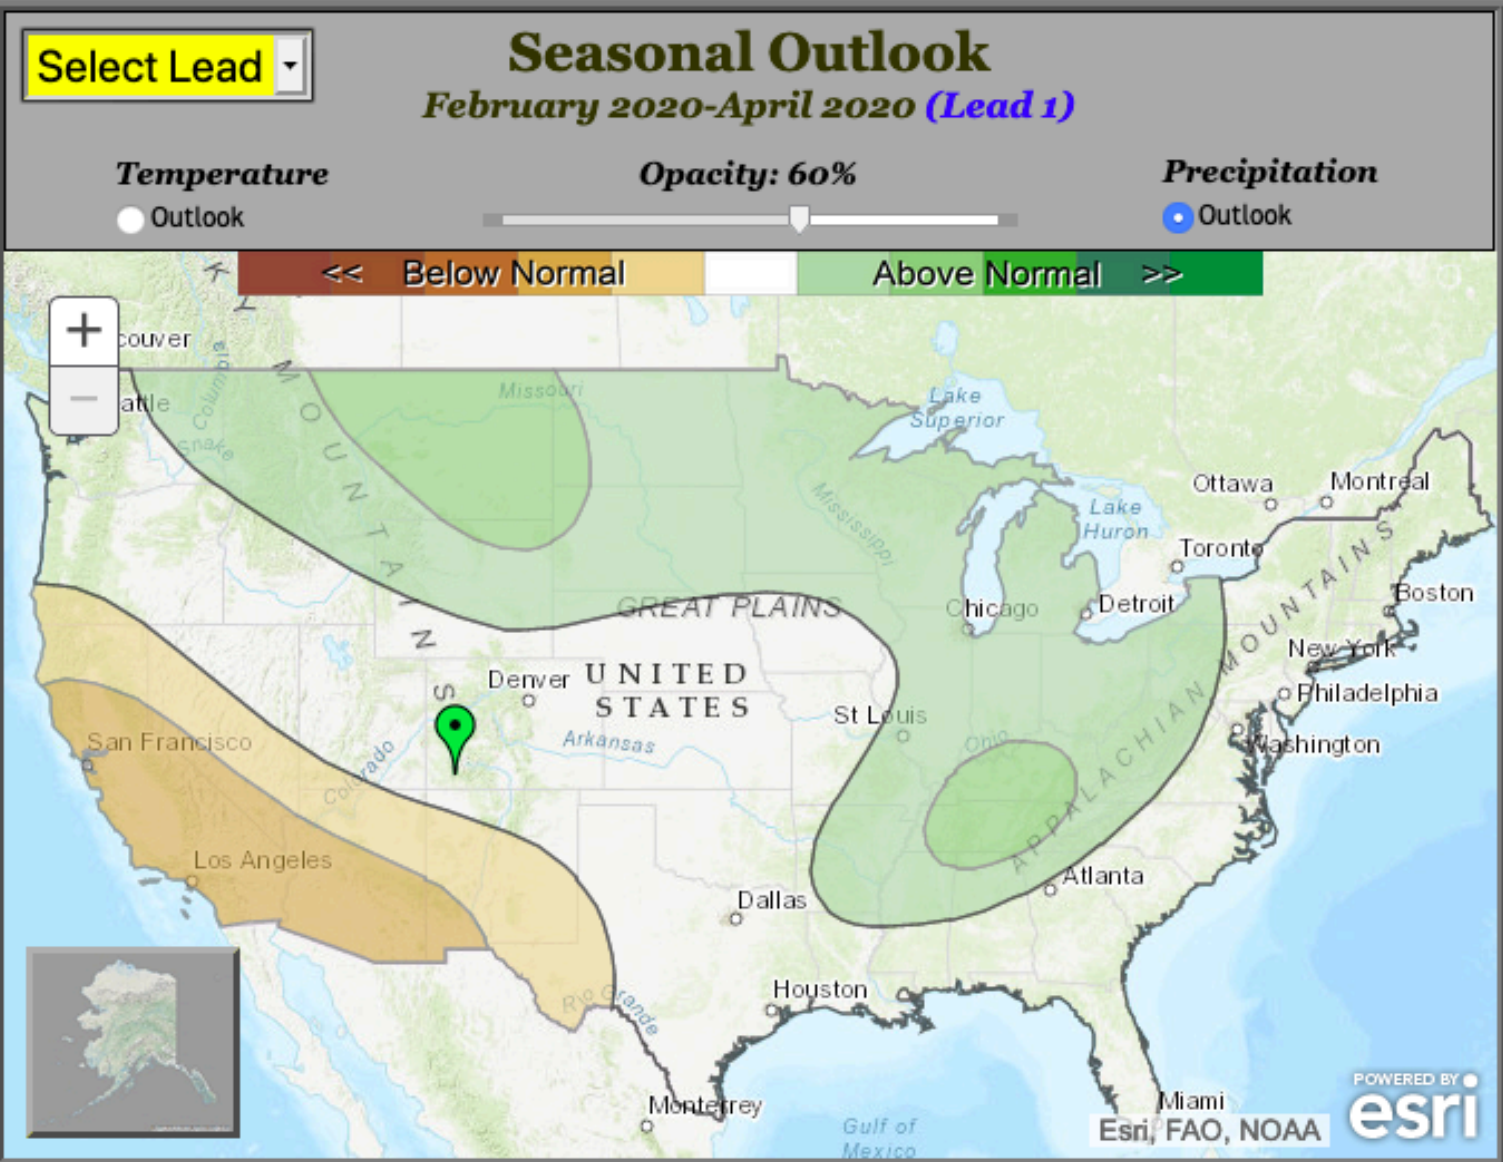 Select Lead
Seasonal Outlook
February 2020-April 2020 (Lead 1)
Temperature
Outlook
Opacity: 60%
Precipitation
Outlook
<< Below Normal
Above Normal >>
+
−
couver
attle
Columbia
Snake
Missouri
Mississippi
Lake
Superior
Lake
Huron
Ottawa
Montreal
Toronto
Detroit
Chicago
Boston
New York
Philadelphia
Washington
GREAT PLAINS
UNITED
STATES
Denver
St Louis
Arkansas
Ohio
Colorado
San Francisco
Los Angeles
MOUNTAINS
APPALACHIAN MOUNTAINS
Atlanta
Dallas
Houston
Rio Grande
Monterrey
Miami
Gulf of
Mexico
Esri, FAO, NOAA
POWERED BY
esri